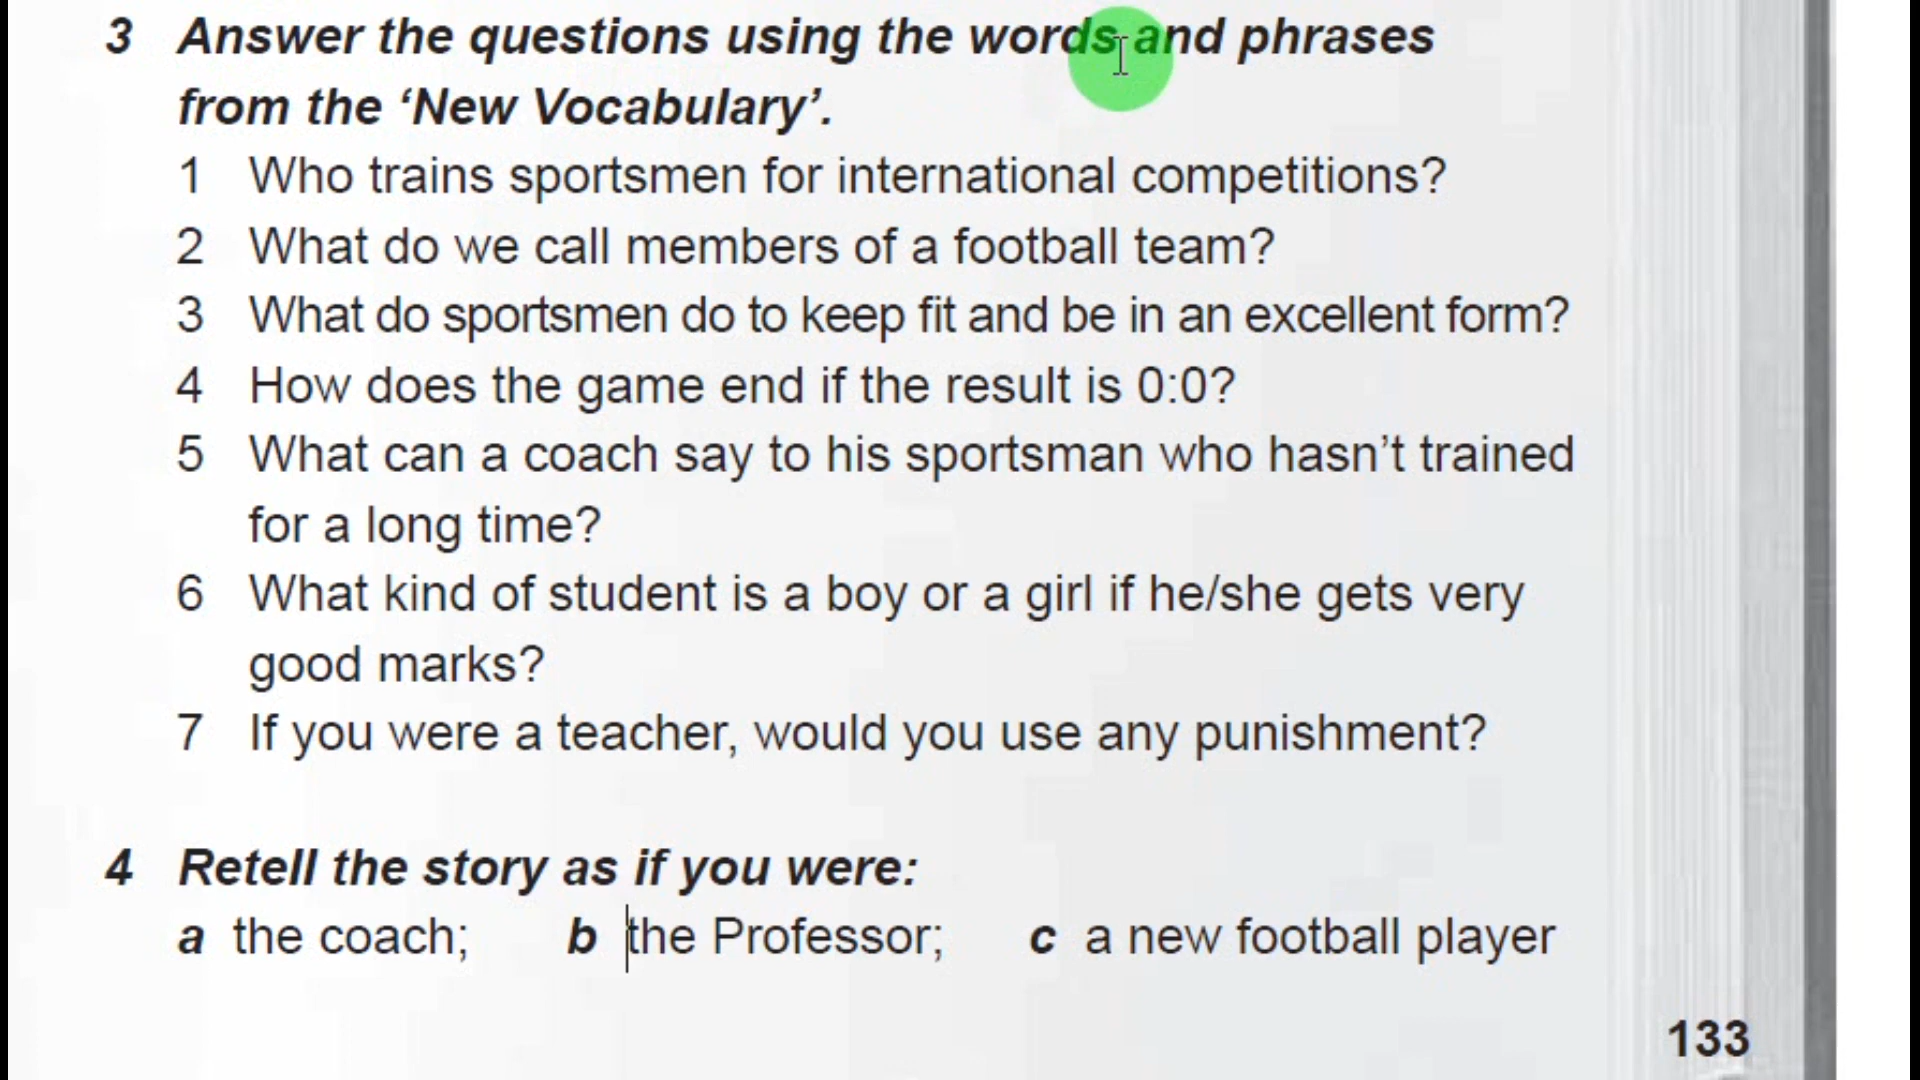 3 Answer the questions using the words and phrases
from the ‘New Vocabulary’.
1 Who trains sportsmen for international competitions?
2 What do we call members of a football team?
3 What do sportsmen do to keep fit and be in an excellent form?
4 How does the game end if the result is 0:0?
5 What can a coach say to his sportsman who hasn’t trained
for a long time?
6 What kind of student is a boy or a girl if he/she gets very
good marks?
7 If you were a teacher, would you use any punishment?
4 Retell the story as if you were:
a the coach; b the Professor; c a new football player
133